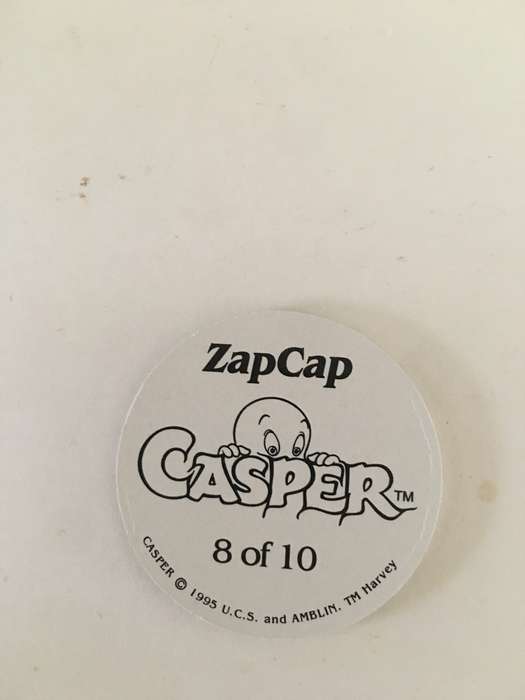 ZapCap
CASPER™
8 of 10
CASPER © 1995 U.C.S. and AMBLIN. TM Harvey